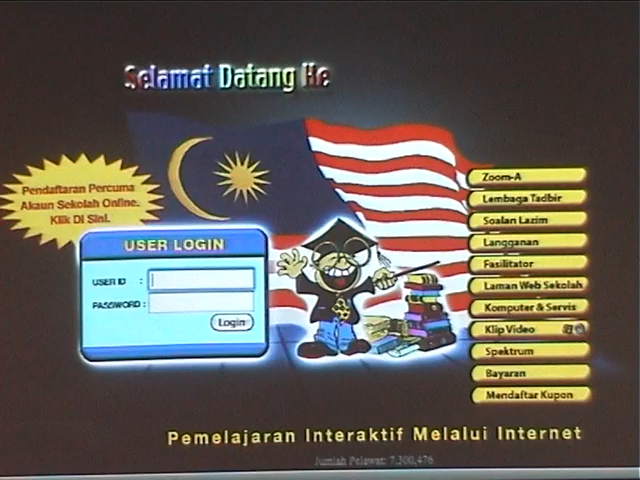 Selamat Datang Ke
Pendaftaran Percuma
Akaun Sekolah Online.
Klik Di Sini.
USER LOGIN
USER ID :
PASSWORD :
Login
Zoom-A
Lembaga Tadbir
Soalan Lazim
Langganan
Fasilitator
Laman Web Sekolah
Komputer & Servis
Klip Video
Spektrum
Bayaran
Mendaftar Kupon
Pemelajaran Interaktif Melalui Internet
Jumlah Pelawat: 7,300,476